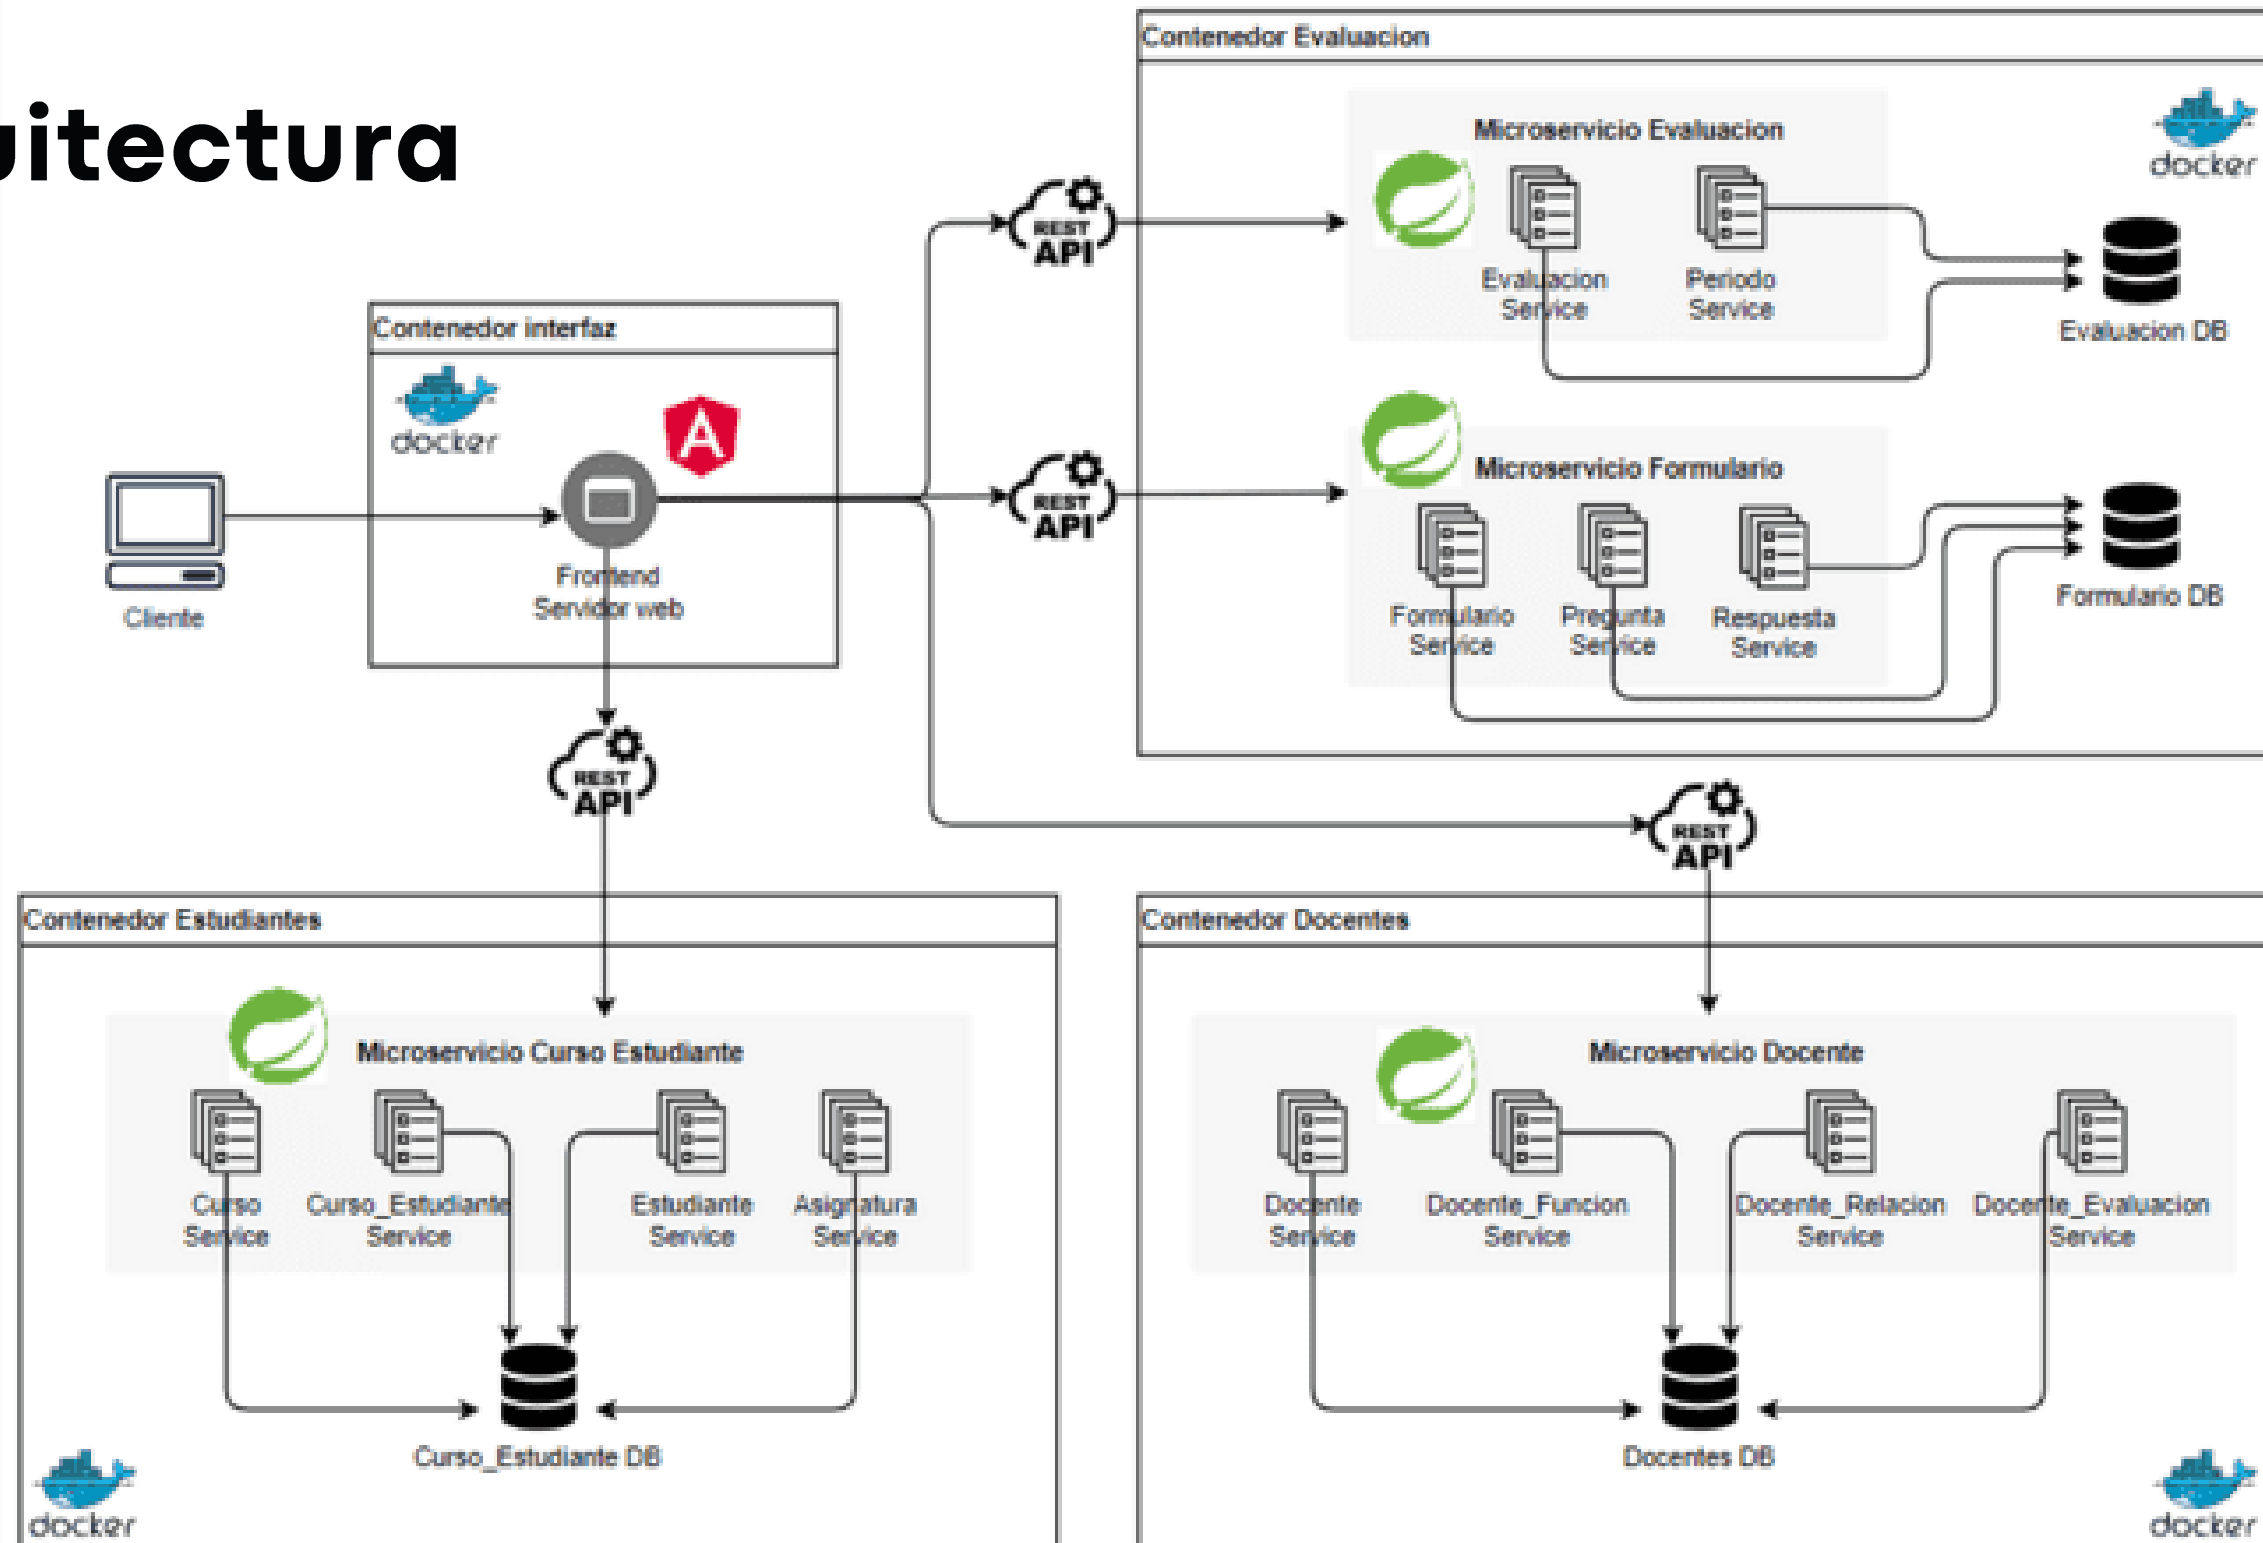 uitectura
Contenedor Evaluacion
Microservicio Evaluacion
docker
REST
API
Evaluacion
Service
Periodo
Service
Evaluacion DB
Contenedor interfaz
docker
Frontend
Servidor web
Cliente
REST
API
Microservicio Formulario
Formulario
Service
Pregunta
Service
Respuesta
Service
Formulario DB
REST
API
REST
API
Contenedor Estudiantes
Microservicio Curso Estudiante
Curso
Service
Curso_Estudiante
Service
Estudiante
Service
Asignatura
Service
Curso_Estudiante DB
docker
Contenedor Docentes
Microservicio Docente
Docente
Service
Docente_Funcion
Service
Docente_Relacion
Service
Docente_Evaluacion
Service
Docentes DB
docker